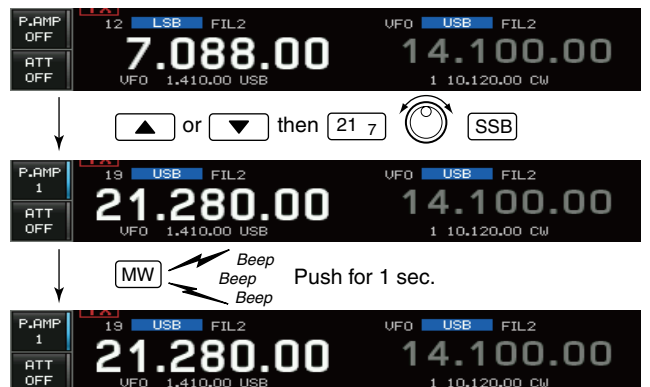 P.AMP
OFF
ATT
OFF
TX
12 LSB FIL2 VFO USB FIL2
7.088.00 14.100.00
VFO 1.410.00 USB 1 10.120.00 CW
▲ or ▼ then 21 7 SSB
P.AMP
1
ATT
OFF
TX
19 USB FIL2 VFO USB FIL2
21.280.00 14.100.00
VFO 1.410.00 USB 1 10.120.00 CW
MW Beep
Beep
Beep
Push for 1 sec.
P.AMP
1
ATT
OFF
TX
19 USB FIL2 VFO USB FIL2
21.280.00 14.100.00
VFO 1.410.00 USB 1 10.120.00 CW